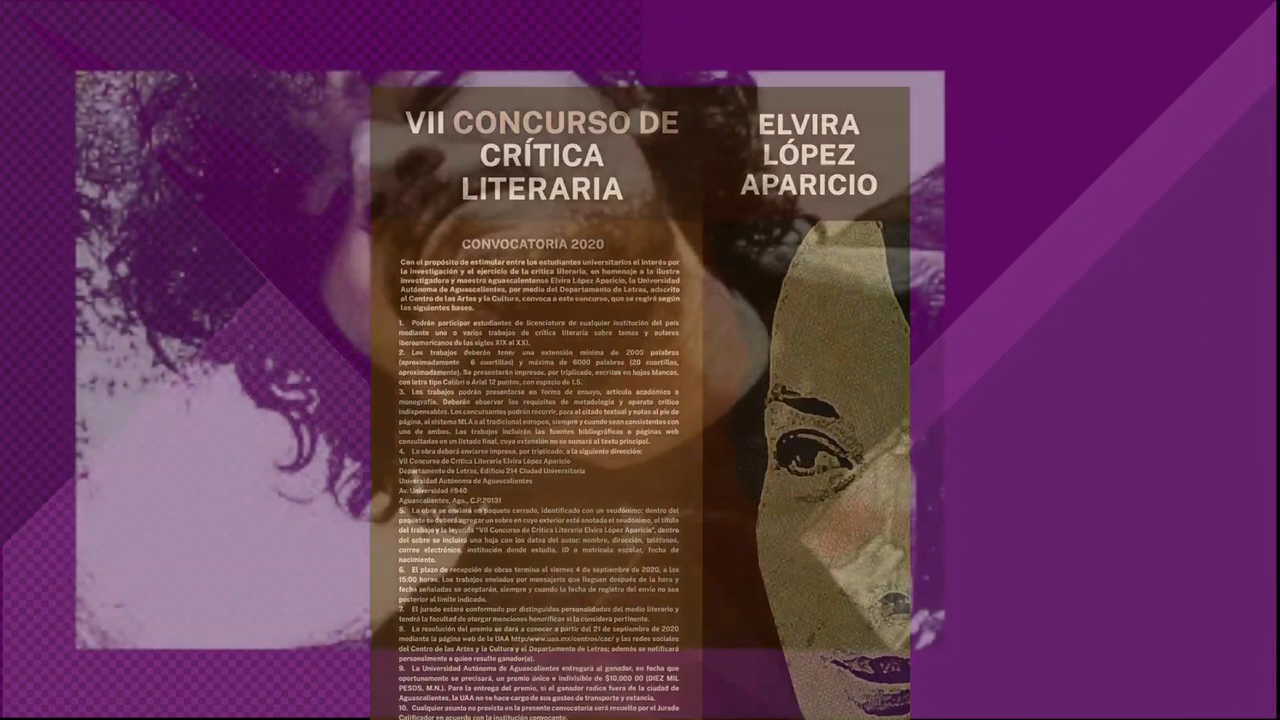 VII CONCURSO DE
CRÍTICA
LITERARIA
ELVIRA
LÓPEZ
APARICIO
CONVOCATORIA 2020
Con el propósito de estimular entre los estudiantes universitarios el interés por
la investigación y el ejercicio de la crítica literaria, en homenaje a la ilustre
investigadora y maestra aguascalentense Elvira López Aparicio, la Universidad
Autónoma de Aguascalientes, por medio del Departamento de Letras, adscrito
al Centro de las Artes y la Cultura, convoca a este concurso, que se regirá según
las siguientes bases.
1. Podrán participar estudiantes de licenciatura de cualquier institución del país
mediante uno o varios trabajos de crítica literaria sobre temas y autores
iberoamericanos de los siglos XIX al XXI.
2. Los trabajos deberán tener una extensión mínima de 2000 palabras
(aproximadamente 6 cuartillas) y máxima de 6000 palabras (20 cuartillas,
aproximadamente). Se presentarán impresos, por triplicado, escritos en hojas blancas,
con letra tipo Calibri o Arial 12 puntos, con espacio de 1.5.
3. Los trabajos podrán presentarse en forma de ensayo, artículo académico o
monografía. Deberán observar los requisitos de metodología y aparato crítico
indispensables. Los concursantes podrán recurrir, para el citado textual y notas al pie de
página, al sistema MLA o al tradicional europeo, siempre y cuando sean consistentes con
uno de ambos. Los trabajos incluirán las fuentes bibliográficas o páginas web
consultadas en un listado final, cuya extensión no se sumará al texto principal.
4. La obra deberá enviarse impresa, por triplicado, a la siguiente dirección:
VII Concurso de Crítica Literaria Elvira López Aparicio
Departamento de Letras, Edificio 214 Ciudad Universitaria
Universidad Autónoma de Aguascalientes
Av. Universidad #940
Aguascalientes, Ags., C.P.20131
5. La obra se enviará en paquete cerrado, identificado con un seudónimo; dentro del
paquete se deberá agregar un sobre en cuyo exterior esté anotado el seudónimo, el título
del trabajo y la leyenda "VII Concurso de Crítica Literaria Elvira López Aparicio", dentro
del sobre se incluirá una hoja con los datos del autor: nombre, dirección, teléfonos,
correo electrónico, institución donde estudia, ID o matrícula escolar, fecha de
nacimiento.
6. El plazo de recepción de obras termina el viernes 4 de septiembre de 2020, a las
15:00 horas. Los trabajos enviados por mensajería que lleguen después de la hora y
fecha señaladas se aceptarán, siempre y cuando la fecha de registro del envío no sea
posterior al límite indicado.
7. El jurado estará conformado por distinguidas personalidades del medio literario y
tendrá la facultad de otorgar menciones honoríficas si la considera pertinente.
8. La resolución del premio se dará a conocer a partir del 21 de septiembre de 2020
mediante la página web de la UAA http:/www.uaa.mx/centros/cac/ y las redes sociales
del Centro de las Artes y la Cultura y el Departamento de Letras; además se notificará
personalmente a quien resulte ganador(a).
9. La Universidad Autónoma de Aguascalientes entregará al ganador, en fecha que
oportunamente se precisará, un premio único e indivisible de $10,000 00 (DIEZ MIL
PESOS, M.N.). Para la entrega del premio, si el ganador radica fuera de la ciudad de
Aguascalientes, la UAA no se hace cargo de sus gastos de transporte y estancia.
10. Cualquier asunto no previsto en la presente convocatoria será resuelto por el Jurado
Calificador en acuerdo con la institución convocante.